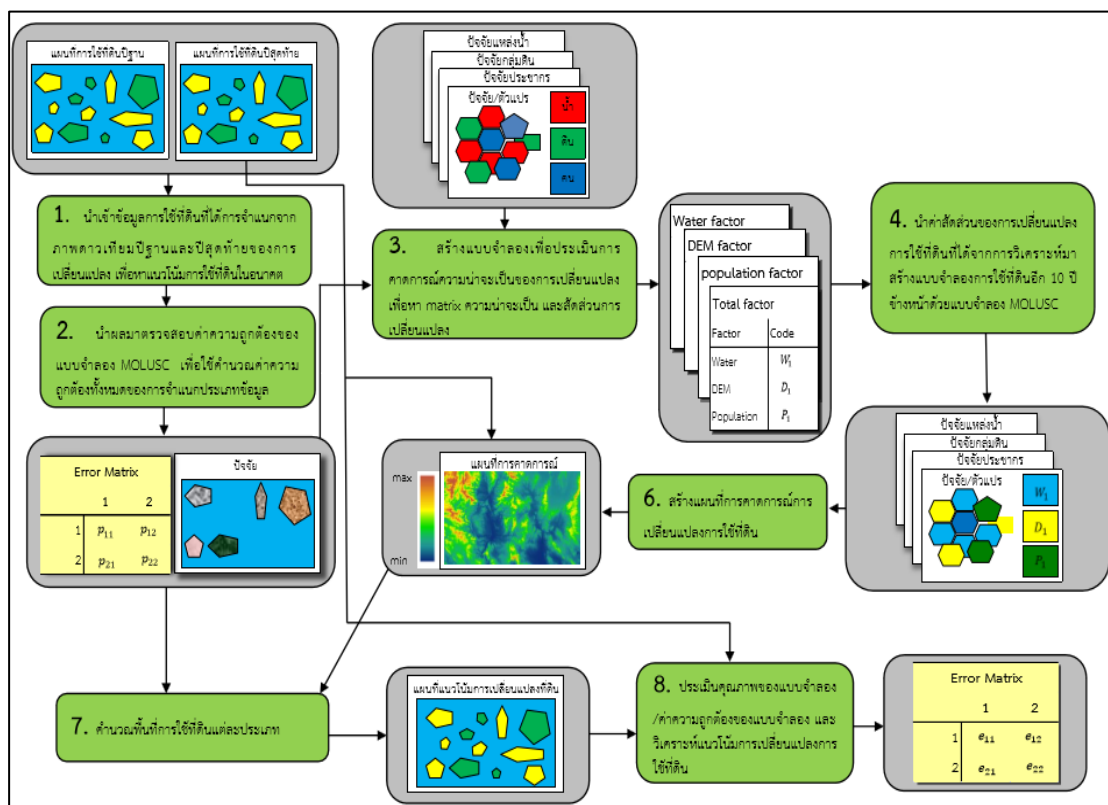 แผนที่การใช้ที่ดินปีฐาน
แผนที่การใช้ที่ดินปีสุดท้าย
ปัจจัยแหล่งน้ำ
ปัจจัยกลุ่มดิน
ปัจจัยประชากร
ปัจจัย/ตัวแปร
น้ำ
ดิน
คน
1. นำเข้าข้อมูลการใช้ที่ดินที่ได้การจำแนกจาก
ภาพดาวเทียมปีฐานและปีสุดท้ายของการ
เปลี่ยนแปลง เพื่อหาแนวโน้มการใช้ที่ดินในอนาคต
2. นำผลมาตรวจสอบค่าความถูกต้องของ
แบบจำลอง MOLUSC เพื่อใช้คำนวณค่าความ
ถูกต้องทั้งหมดของการจำแนกประเภทข้อมูล
3. สร้างแบบจำลองเพื่อประเมินการ
คาดการณ์ความน่าจะเป็นของการเปลี่ยนแปลง
เพื่อหา matrix ความน่าจะเป็น และสัดส่วนการ
เปลี่ยนแปลง
Water factor
DEM factor
population factor
Total factor
Factor Code
Water W₁
DEM D₁
Population P₁
4. นำค่าสัดส่วนของการเปลี่ยนแปลง
การใช้ที่ดินที่ได้จากการวิเคราะห์มา
สร้างแบบจำลองการใช้ที่ดินอีก 10 ปี
ข้างหน้าด้วยแบบจำลอง MOLUSC
ปัจจัยแหล่งน้ำ
ปัจจัยกลุ่มดิน
ปัจจัยประชากร
ปัจจัย/ตัวแปร
W₁
D₁
P₁
6. สร้างแผนที่การคาดการณ์การ
เปลี่ยนแปลงการใช้ที่ดิน
แผนที่การคาดการณ์
max
min
Error Matrix
1 2
1 p₁₁ p₁₂
2 p₂₁ p₂₂
ปัจจัย
7. คำนวณพื้นที่การใช้ที่ดินแต่ละประเภท
แผนที่แนวโน้มการเปลี่ยนแปลงที่ดิน
8. ประเมินคุณภาพของแบบจำลอง
/ค่าความถูกต้องของแบบจำลอง และ
วิเคราะห์แนวโน้มการเปลี่ยนแปลงการ
ใช้ที่ดิน
Error Matrix
1 2
1 e₁₁ e₁₂
2 e₂₁ e₂₂